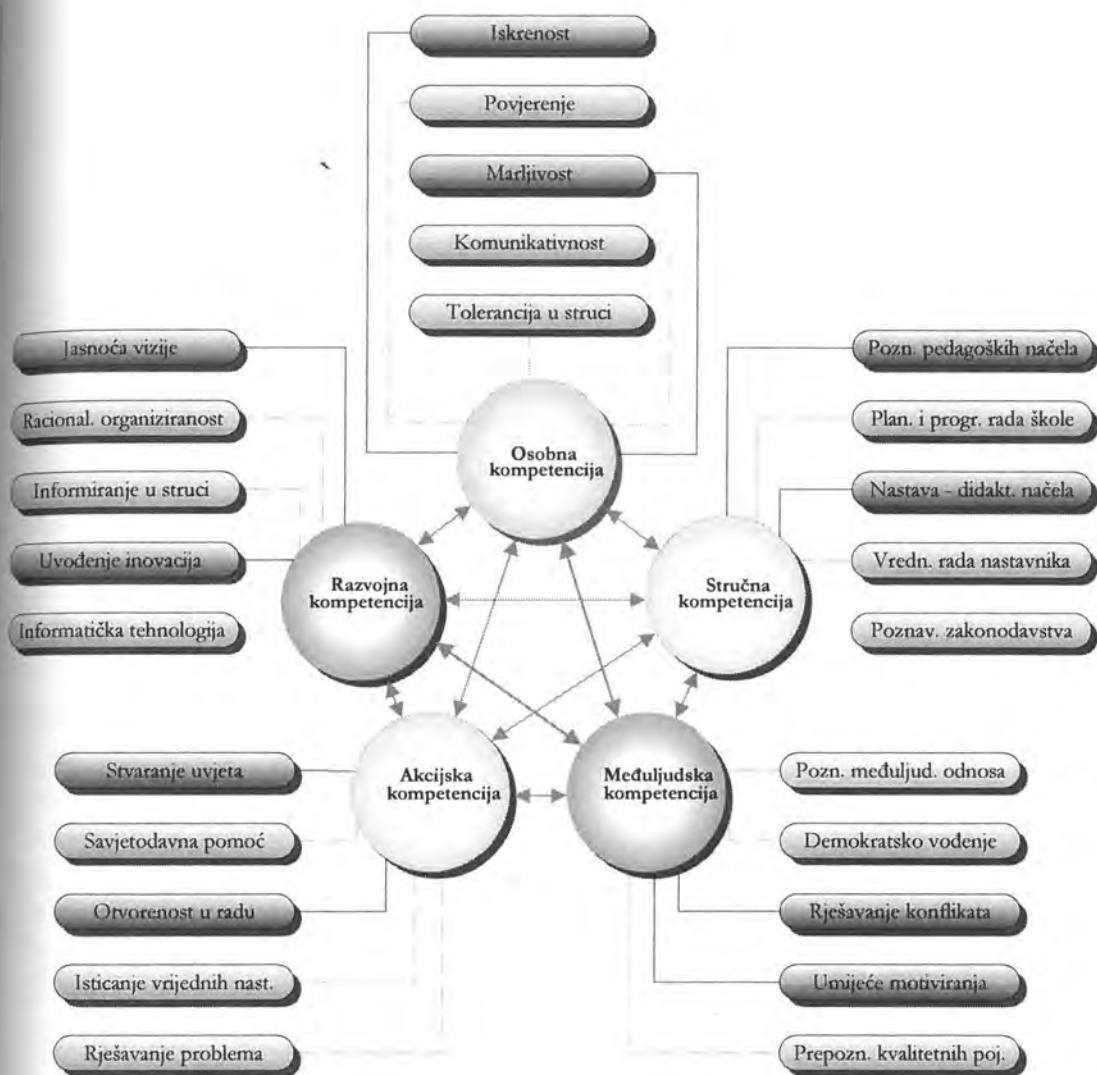 Iskrenost
Povjerenje
Marljivost
Komunikativnost
Tolerancija u struci
Jasnoća vizije
Racional. organiziranost
Informiranje u struci
Uvođenje inovacija
Informatička tehnologija
Pozn. pedagoških načela
Plan. i progr. rada škole
Nastava - didakt. načela
Vredn. rada nastavnika
Poznav. zakonodavstva
Osobna
kompetencija
Razvojna
kompetencija
Stručna
kompetencija
Akcijska
kompetencija
Međuljudska
kompetencija
Stvaranje uvjeta
Savjetodavna pomoć
Otvorenost u radu
Isticanje vrijednih nast.
Rješavanje problema
Pozn. međuljud. odnosa
Demokratsko vođenje
Rješavanje konflikata
Umijeće motiviranja
Prepozn. kvalitetnih poj.